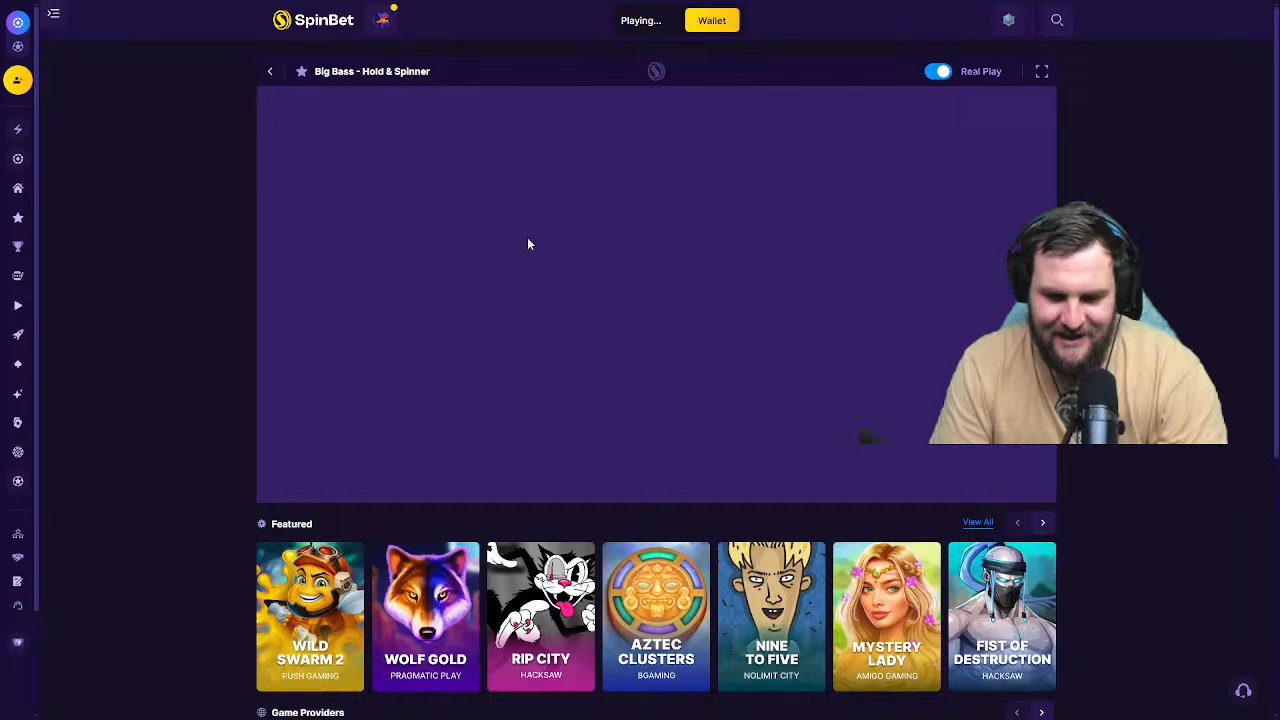 SpinBet
Playing...
Wallet
Big Bass - Hold & Spinner
Real Play
Featured
View All
WILD
SWARM 2
PUSH GAMING
WOLF GOLD
PRAGMATIC PLAY
RIP CITY
HACKSAW
AZTEC
CLUSTERS
BGAMING
NINE
TO FIVE
NOLIMIT CITY
MYSTERY
LADY
AMIGO GAMING
FIST OF
DESTRUCTION
HACKSAW
Game Providers